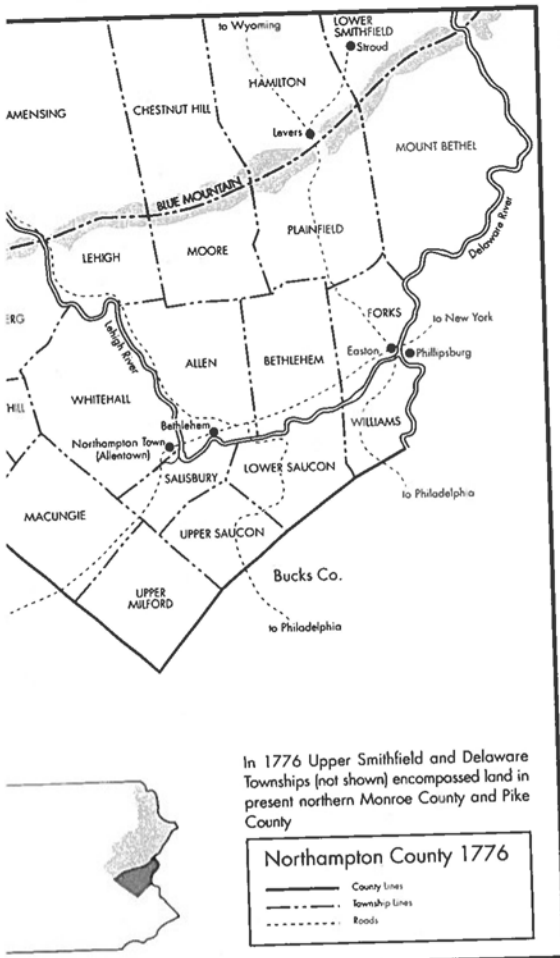 to Wyoming
LOWER
SMITHFIELD
Stroud
HAMILTON
AMENSING
CHESTNUT HILL
Levers
MOUNT BETHEL
BLUE MOUNTAIN
PLAINFIELD
LEHIGH
MOORE
Delaware River
ERG
Lehigh River
FORKS
to New York
ALLEN
BETHLEHEM
Easton
Phillipsburg
HILL
WHITEHALL
Bethlehem
WILLIAMS
Northampton Town
(Allentown)
SALISBURY
LOWER SAUCON
to Philadelphia
MACUNGIE
UPPER SAUCON
Bucks Co.
UPPER
MILFORD
to Philadelphia
In 1776 Upper Smithfield and Delaware
Townships (not shown) encompassed land in
present northern Monroe County and Pike
County
Northampton County 1776
County Lines
Township Lines
Roads